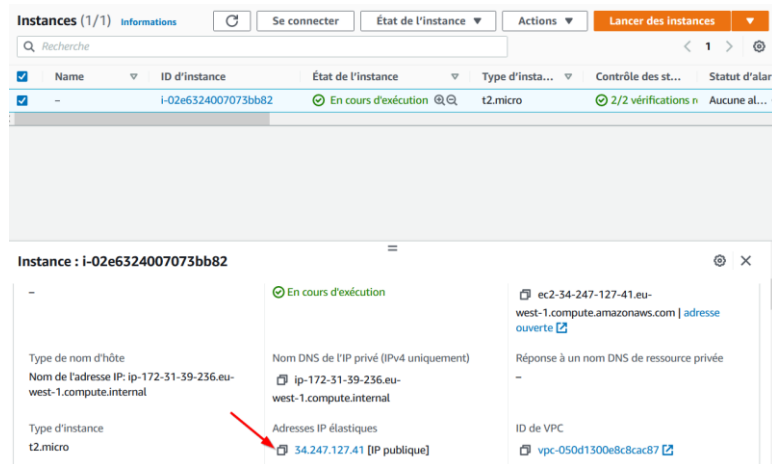 Instances (1/1) Informations Se connecter État de l'instance Actions Lancer des instances
Recherche 1
Name ID d'instance État de l'instance Type d'insta... Contrôle des st... Statut d'alar
– i-02e6324007073bb82 En cours d'exécution t2.micro 2/2 vérifications r Aucune al...
Instance : i-02e6324007073bb82
– En cours d'exécution ec2-34-247-127-41.eu-
west-1.compute.amazonaws.com | adresse
ouverte
Type de nom d'hôte Nom DNS de l'IP privé (IPv4 uniquement) Réponse à un nom DNS de ressource privée
Nom de l'adresse IP: ip-172-31-39-236.eu- ip-172-31-39-236.eu- –
west-1.compute.internal west-1.compute.internal
Type d'instance Adresses IP élastiques ID de VPC
t2.micro 34.247.127.41 [IP publique] vpc-050d1300e8c8cac87